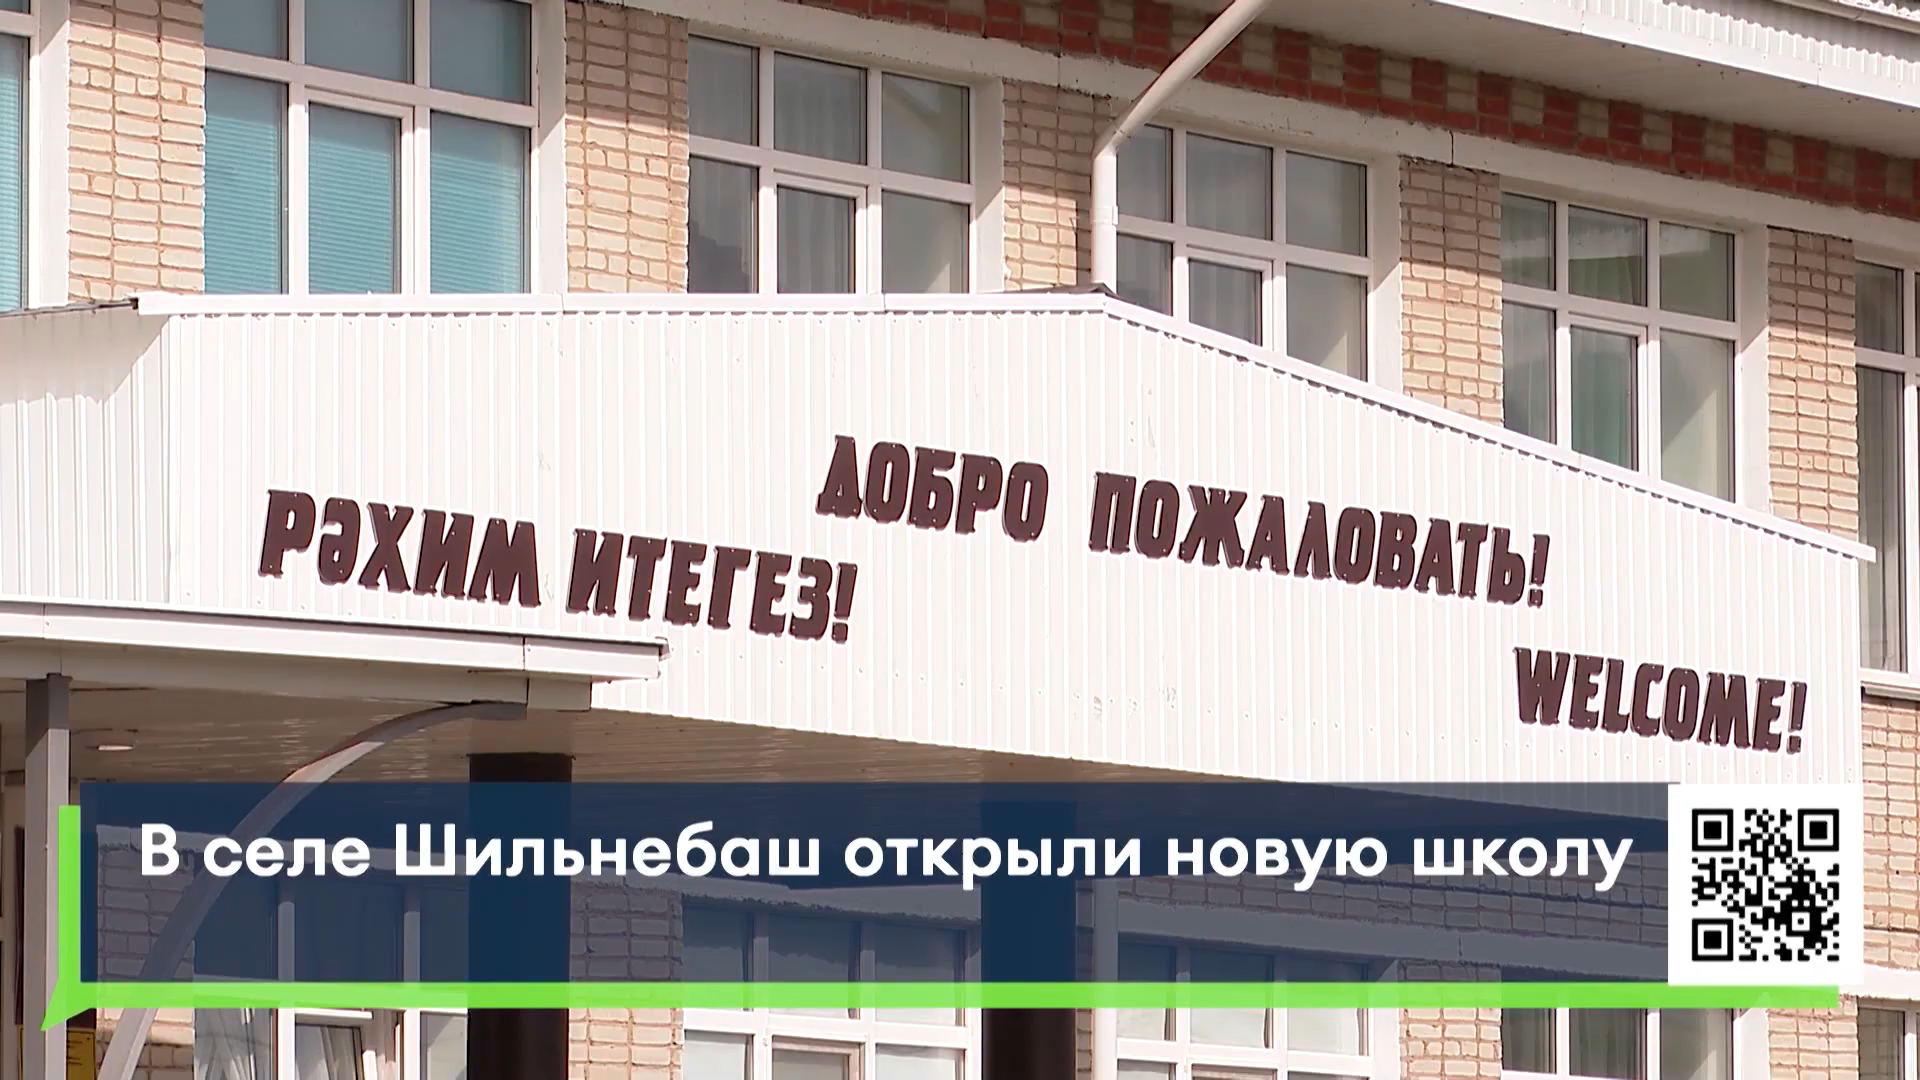 РӘХИМ ИТЕГЕЗ!
ДОБРО ПОЖАЛОВАТЬ!
WELCOME!
В селе Шильнебаш открыли новую школу